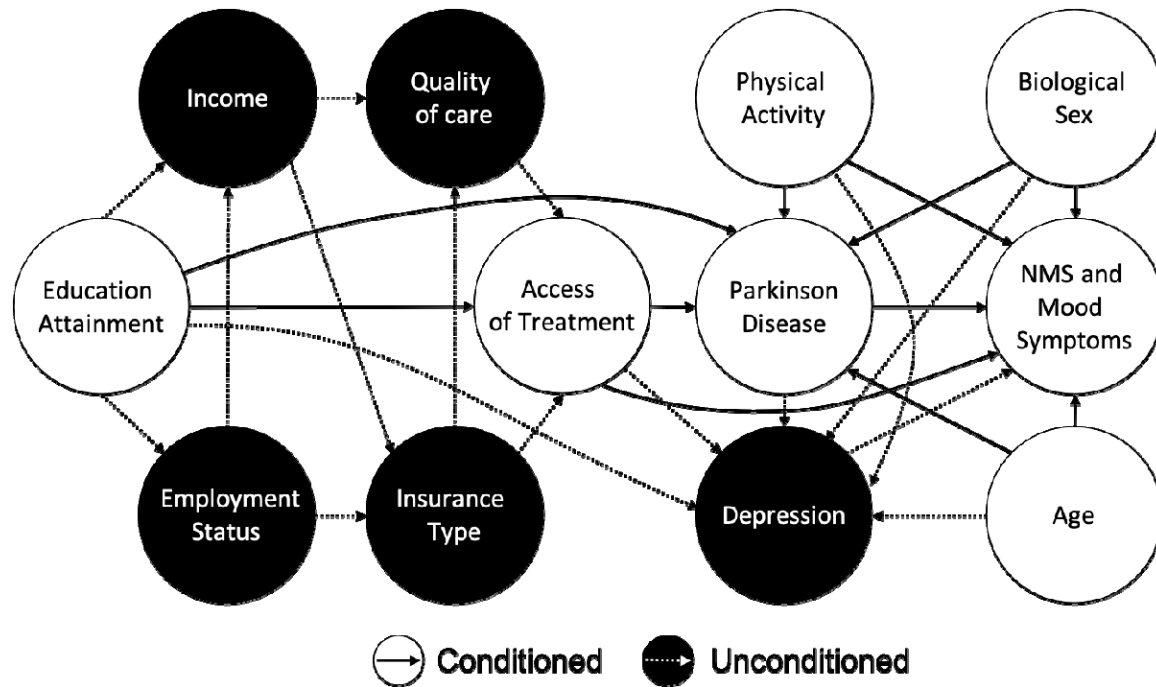 Income
Quality
of care
Physical
Activity
Biological
Sex
Education
Attainment
Access
of Treatment
Parkinson
Disease
NMS and
Mood
Symptoms
Employment
Status
Insurance
Type
Depression
Age
Conditioned
Unconditioned